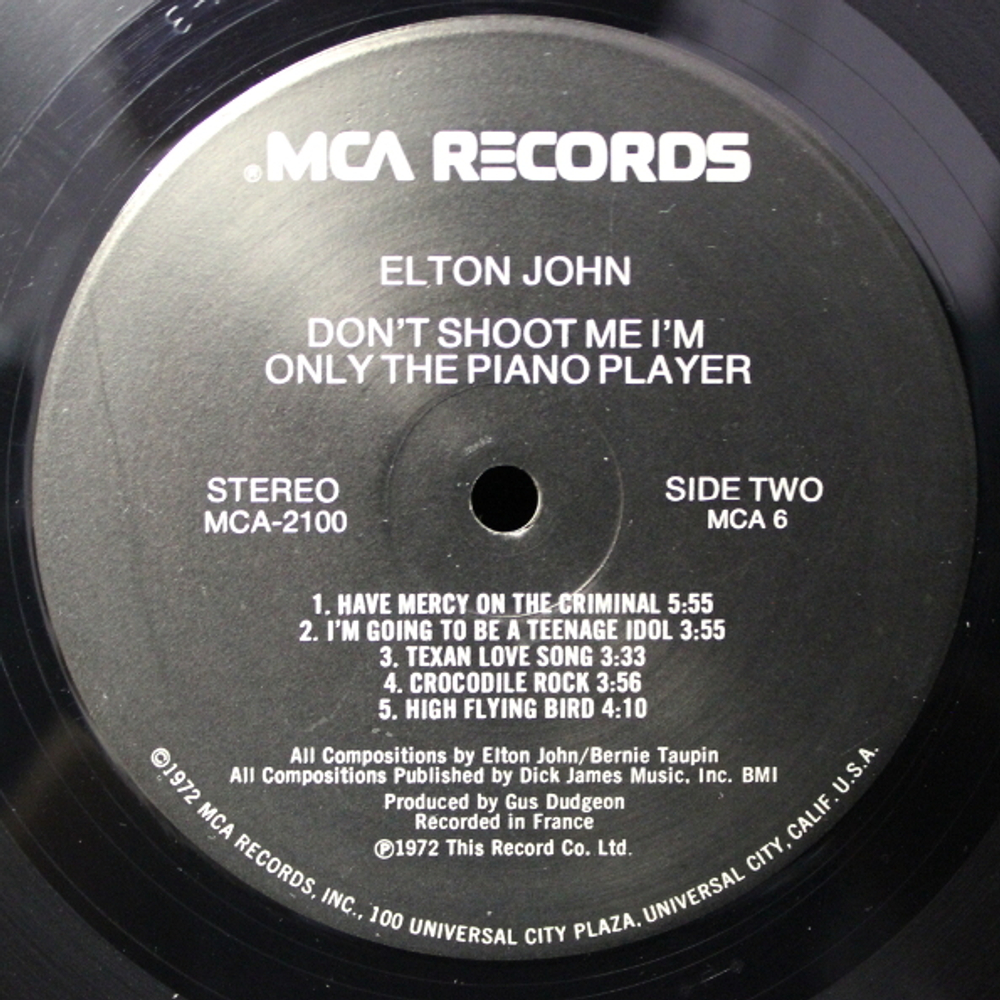 ®MCA RECORDS
ELTON JOHN
DON'T SHOOT ME I'M
ONLY THE PIANO PLAYER
STEREO
MCA-2100
SIDE TWO
MCA 6
1. HAVE MERCY ON THE CRIMINAL 5:55
2. I'M GOING TO BE A TEENAGE IDOL 3:55
3. TEXAN LOVE SONG 3:33
4. CROCODILE ROCK 3:56
5. HIGH FLYING BIRD 4:10
All Compositions by Elton John/Bernie Taupin
All Compositions Published by Dick James Music, Inc. BMI
Produced by Gus Dudgeon
Recorded in France
℗1972 This Record Co. Ltd.
©1972 MCA RECORDS, INC., 100 UNIVERSAL CITY PLAZA, UNIVERSAL CITY, CALIF. U.S.A.